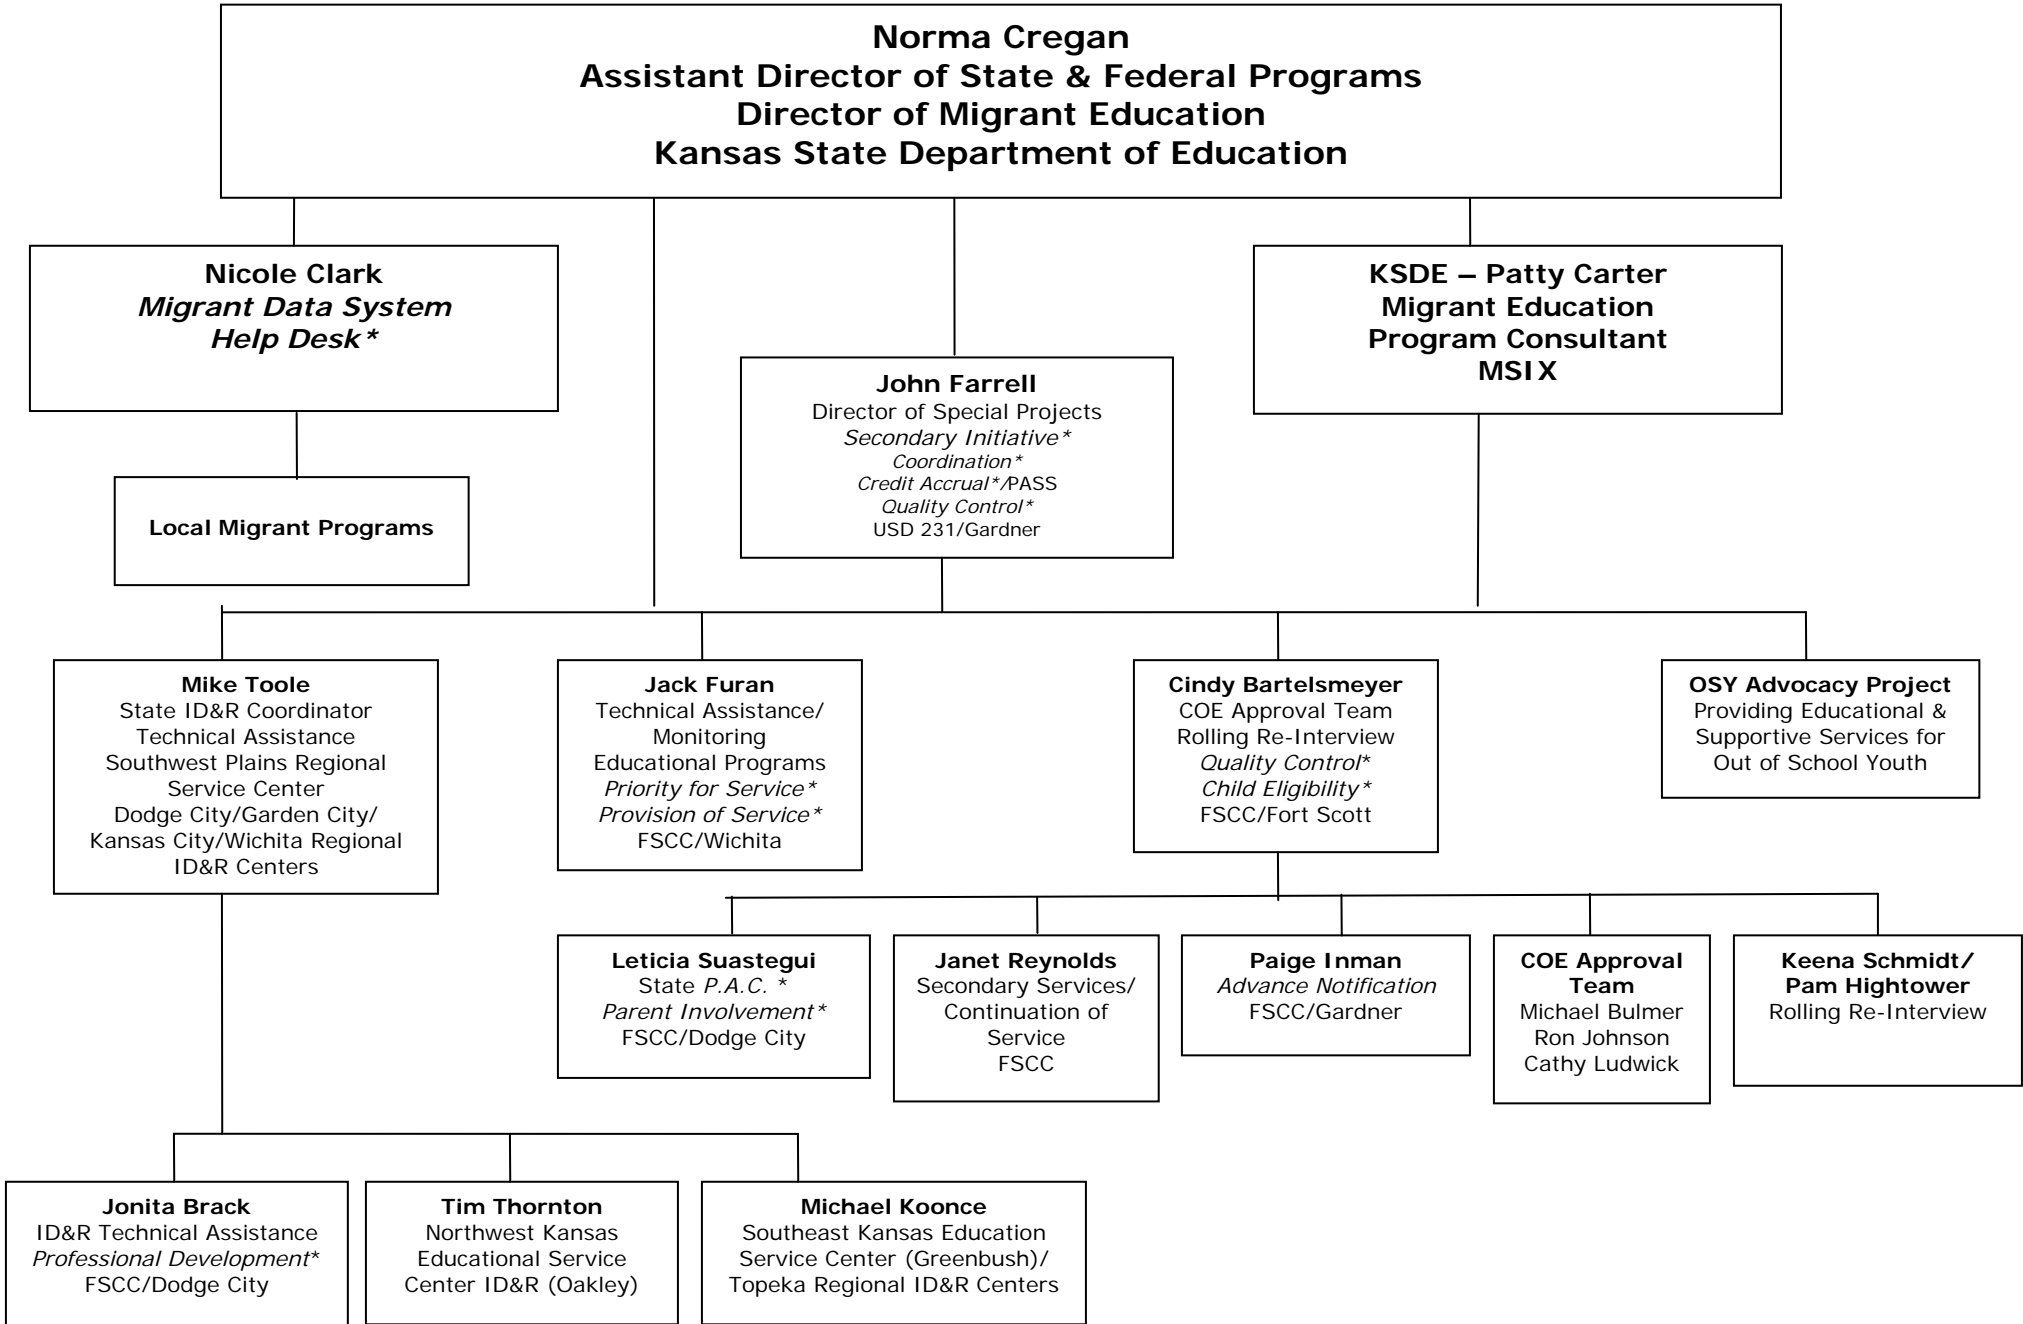 Norma Cregan
Assistant Director of State & Federal Programs
Director of Migrant Education
Kansas State Department of Education
Nicole Clark
Migrant Data System
Help Desk*
KSDE – Patty Carter
Migrant Education
Program Consultant
MSIX
John Farrell
Director of Special Projects
Secondary Initiative*
Coordination*
Credit Accrual*/PASS
Quality Control*
USD 231/Gardner
Local Migrant Programs
Mike Toole
State ID&R Coordinator
Technical Assistance
Southwest Plains Regional
Service Center
Dodge City/Garden City/
Kansas City/Wichita Regional
ID&R Centers
Jack Furan
Technical Assistance/
Monitoring
Educational Programs
Priority for Service*
Provision of Service*
FSCC/Wichita
Cindy Bartelsmeyer
COE Approval Team
Rolling Re-Interview
Quality Control*
Child Eligibility*
FSCC/Fort Scott
OSY Advocacy Project
Providing Educational &
Supportive Services for
Out of School Youth
Leticia Suastegui
State P.A.C. *
Parent Involvement*
FSCC/Dodge City
Janet Reynolds
Secondary Services/
Continuation of
Service
FSCC
Paige Inman
Advance Notification
FSCC/Gardner
COE Approval
Team
Michael Bulmer
Ron Johnson
Cathy Ludwick
Keena Schmidt/
Pam Hightower
Rolling Re-Interview
Jonita Brack
ID&R Technical Assistance
Professional Development*
FSCC/Dodge City
Tim Thornton
Northwest Kansas
Educational Service
Center ID&R (Oakley)
Michael Koonce
Southeast Kansas Education
Service Center (Greenbush)/
Topeka Regional ID&R Centers